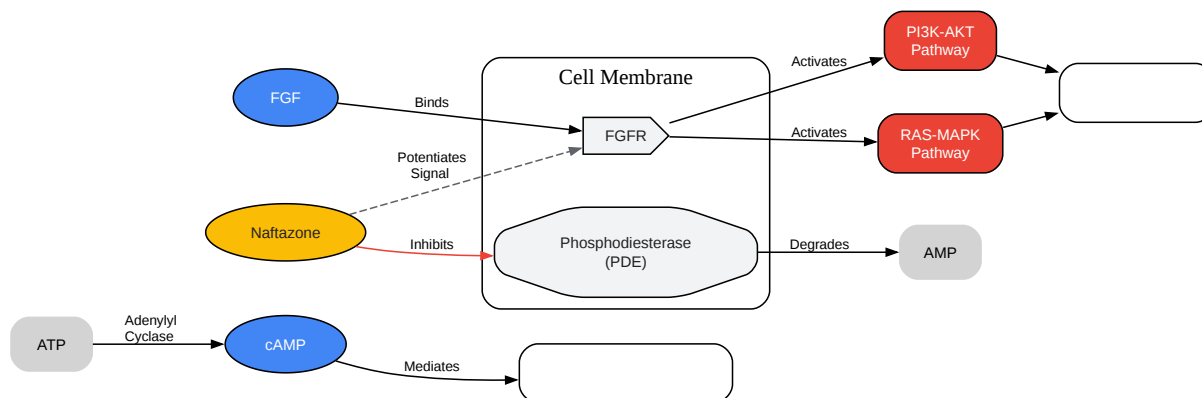 PI3K-AKT
Pathway
Cell Membrane
Activates
FGF
Binds
FGFR
Activates
RAS-MAPK
Pathway
Potentiates
Signal
Naftazone
Inhibits
Phosphodiesterase
(PDE)
Degrades
AMP
Adenylyl
Cyclase
ATP
cAMP
Mediates